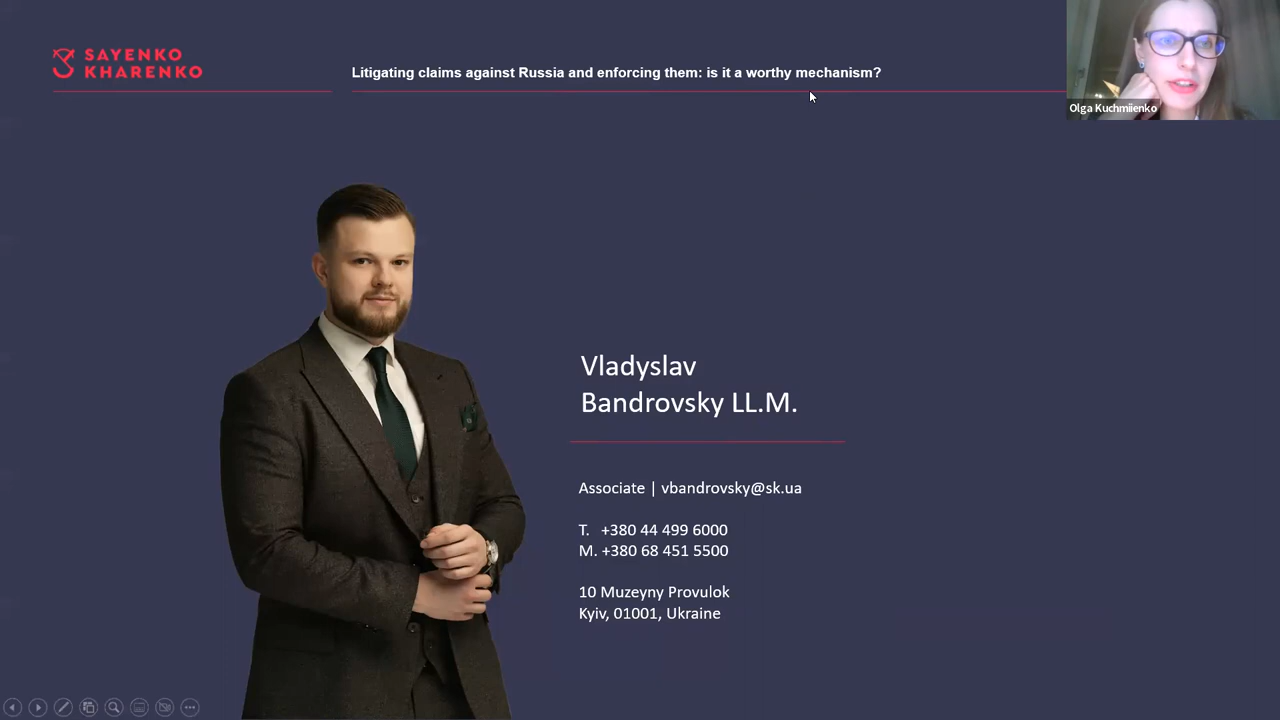 SAYENKO
KHARENKO
Litigating claims against Russia and enforcing them: is it a worthy mechanism?
Olga Kuchmiienko
Vladyslav
Bandrovsky LL.M.
Associate | vbandrovsky@sk.ua
T. +380 44 499 6000
M. +380 68 451 5500
10 Muzeyny Provulok
Kyiv, 01001, Ukraine